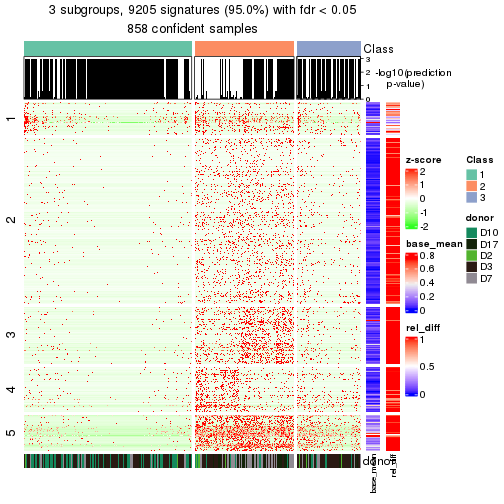 3 subgroups, 9205 signatures (95.0%) with fdr < 0.05
858 confident samples
Class
3
2
1
0
-log10(prediction
p-value)
1
2
3
4
5
z-score
2
1
0
-1
-2
base_mean
0.8
0.6
0.4
0.2
0
rel_diff
1
0.5
0
Class
1
2
3
donor
D10
D17
D2
D3
D7
donor
base_mean
rel_diff